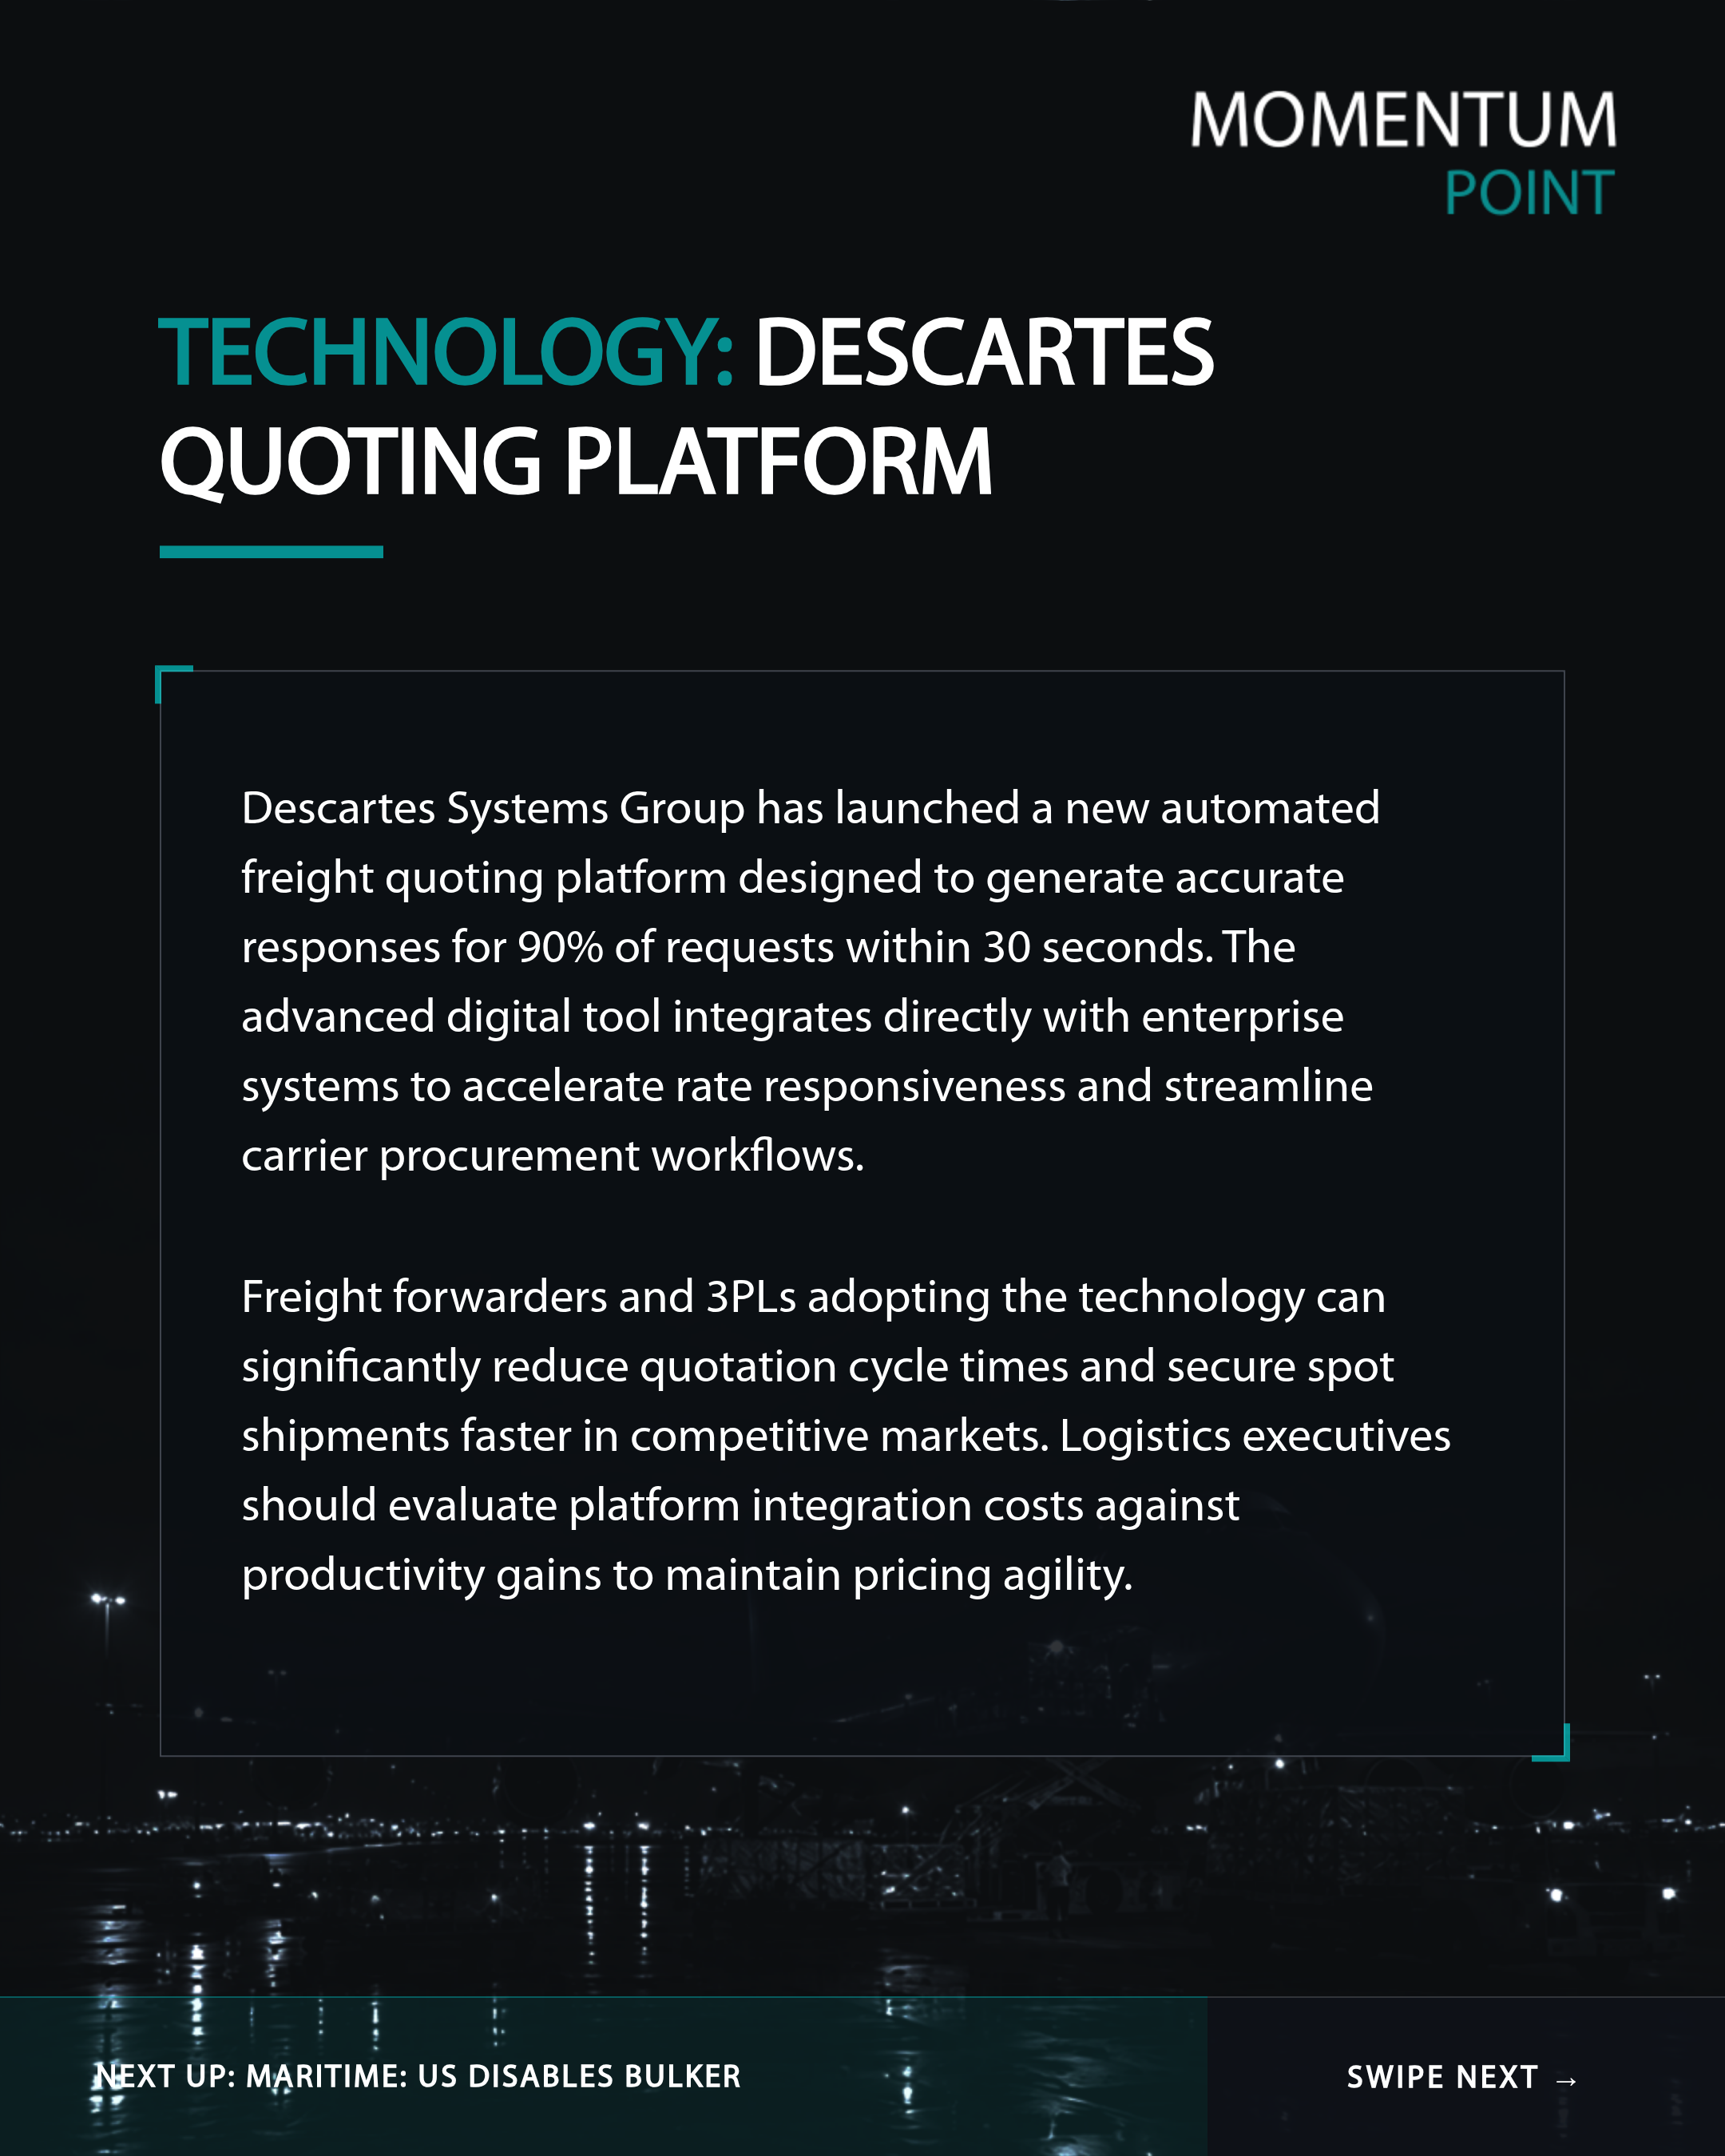 MOMENTUM
POINT
TECHNOLOGY: DESCARTES
QUOTING PLATFORM
Descartes Systems Group has launched a new automated
freight quoting platform designed to generate accurate
responses for 90% of requests within 30 seconds. The
advanced digital tool integrates directly with enterprise
systems to accelerate rate responsiveness and streamline
carrier procurement workflows.
Freight forwarders and 3PLs adopting the technology can
significantly reduce quotation cycle times and secure spot
shipments faster in competitive markets. Logistics executives
should evaluate platform integration costs against
productivity gains to maintain pricing agility.
NEXT UP: MARITIME: US DISABLES BULKER
SWIPE NEXT →